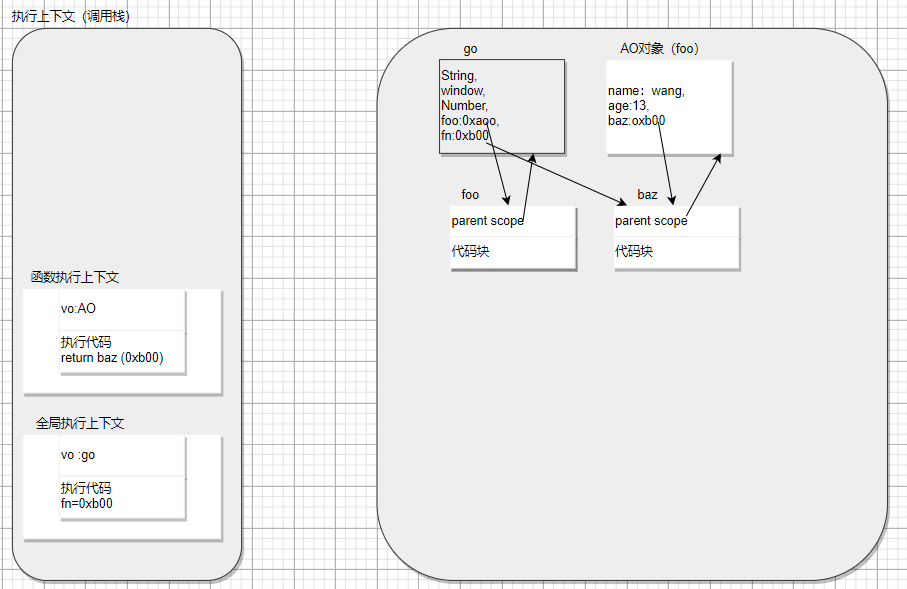 执行上下文（调用栈）
函数执行上下文
vo:AO
执行代码
return baz (0xb00)
全局执行上下文
vo :go
执行代码
fn=0xb00
go
String,
window,
Number,
foo:0xaoo,
fn:0xb00
AO对象（foo）
name：wang,
age:13,
baz:oxb00
foo
parent scope
代码块
baz
parent scope
代码块